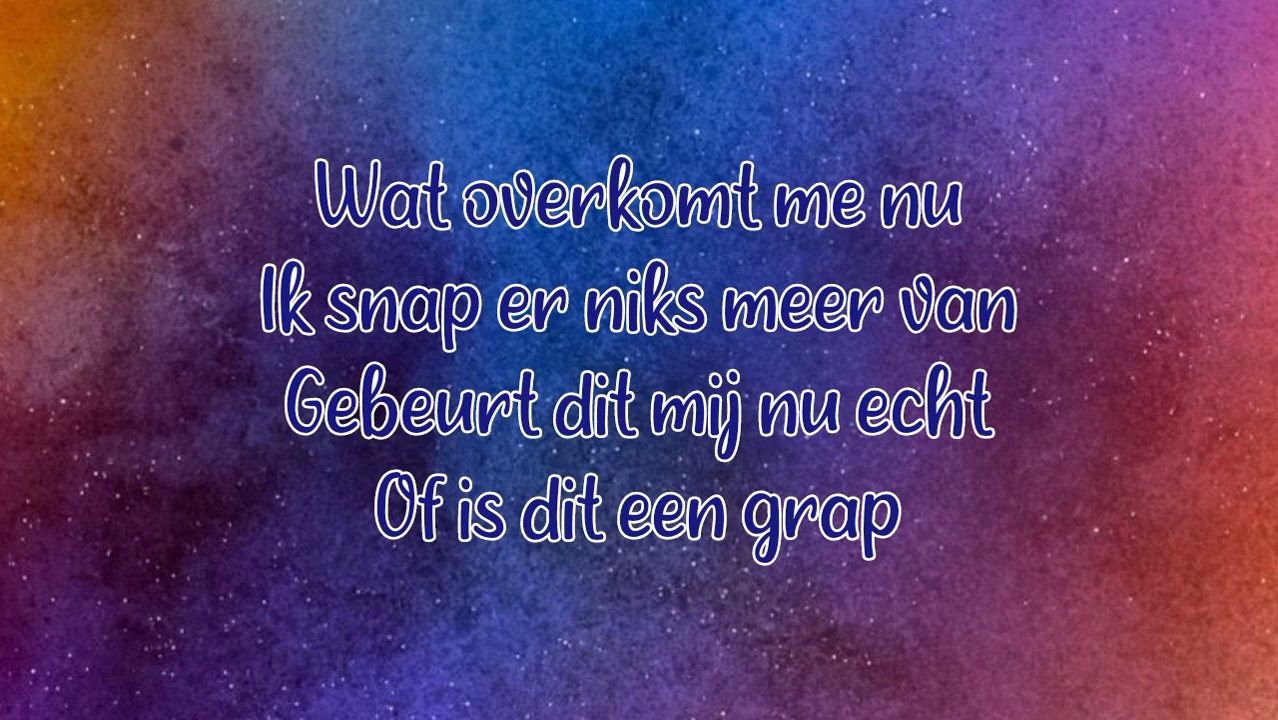 Wat overkomt me nu
Ik snap er niks meer van
Gebeurt dit mij nu echt
Of is dit een grap